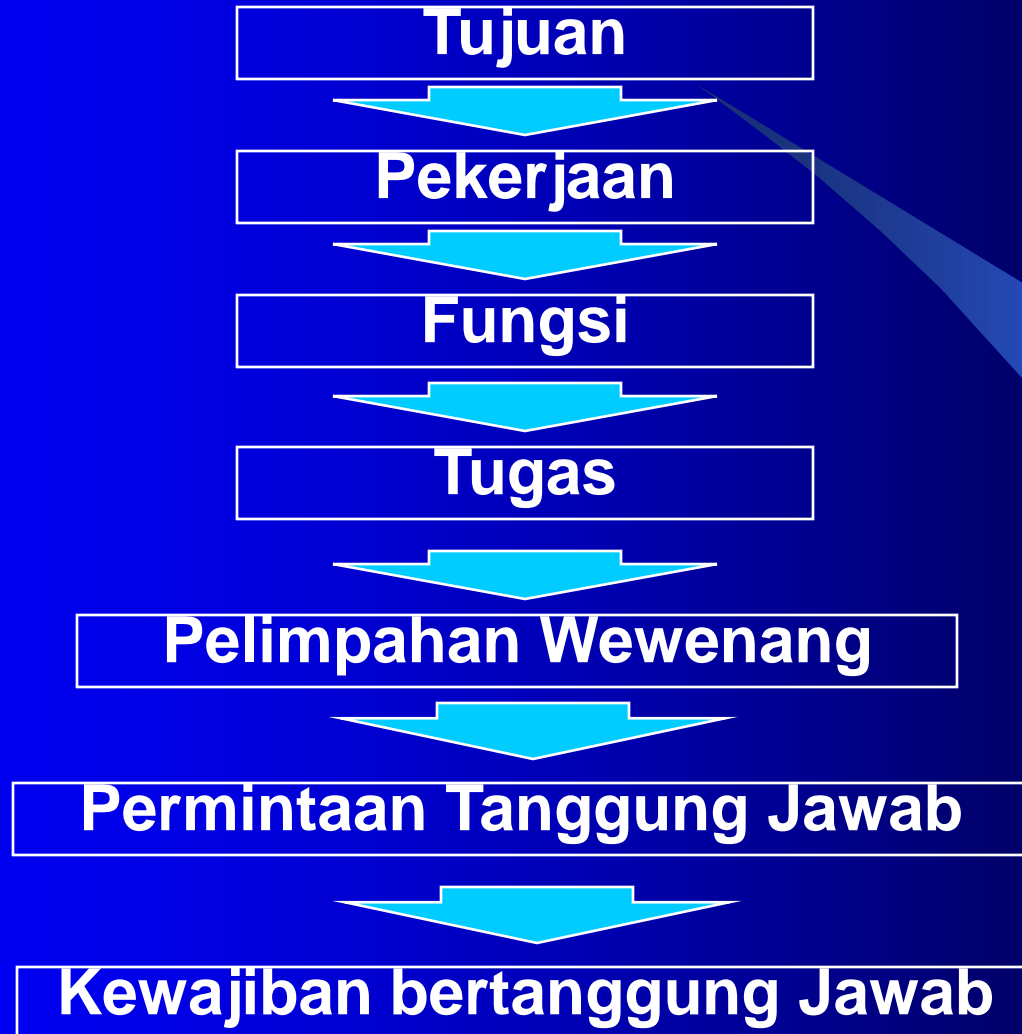 Tujuan
Pekerjaan
Fungsi
Tugas
Pelimpahan Wewenang
Permintaan Tanggung Jawab
Kewajiban bertanggung Jawab